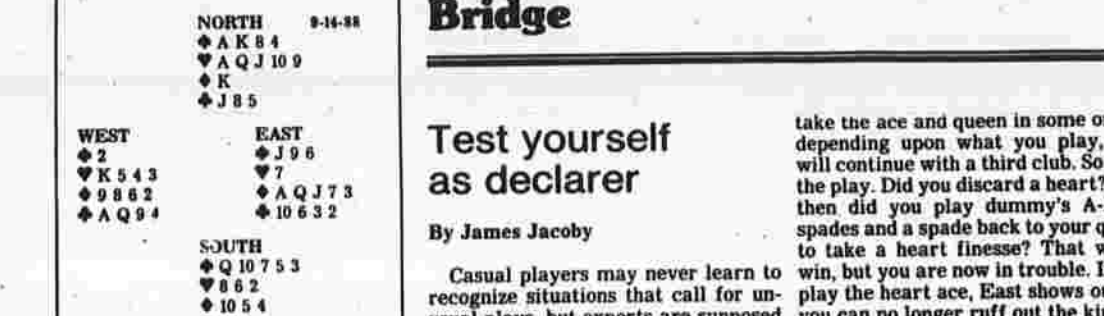 NORTH 9-14-88
♠ A K 8 4
♥ A Q J 10 9
♦ K
♣ J 8 5
WEST
♠ 2
♥ K 5 4 3
♦ 9 8 6 2
♣ A Q 9 4
EAST
♠ J 9 6
♥ 7
♦ A Q J 7 3
♣ 10 6 3 2
SOUTH
♠ Q 10 7 5 3
♥ 8 6 2
♦ 10 5 4
Bridge
Test yourself
as declarer
By James Jacoby
Casual players may never learn to
recognize situations that call for un-
take the ace and queen in some
depending upon what you play,
will continue with a third club. So
the play. Did you discard a heart?
then did you play dummy's A-
spades and a spade back to your
to take a heart finesse? That
win, but you are now in trouble.
play the heart ace, East shows
you can no longer ruff out the